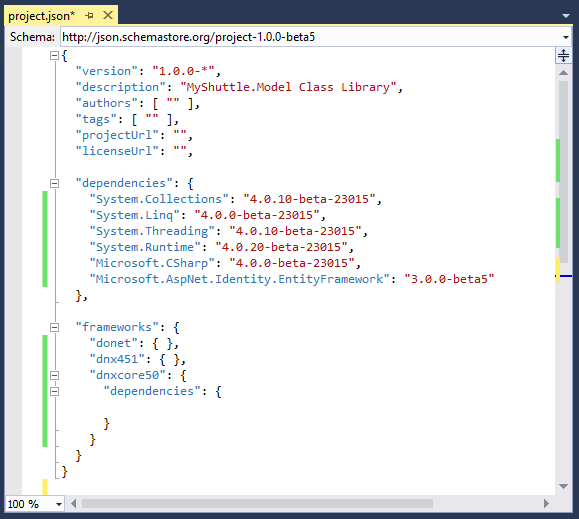 project.json*
Schema: http://json.schemastore.org/project-1.0.0-beta5
{
"version": "1.0.0-*",
"description": "MyShuttle.Model Class Library",
"authors": [ "" ],
"tags": [ "" ],
"projectUrl": "",
"licenseUrl": "",
"dependencies": {
"System.Collections": "4.0.10-beta-23015",
"System.Linq": "4.0.0-beta-23015",
"System.Threading": "4.0.10-beta-23015",
"System.Runtime": "4.0.20-beta-23015",
"Microsoft.CSharp": "4.0.0-beta-23015",
"Microsoft.AspNet.Identity.EntityFramework": "3.0.0-beta5"
},
"frameworks": {
"donet": { },
"dnx451": { },
"dnxcore50": {
"dependencies": {
}
}
}
}
100 %